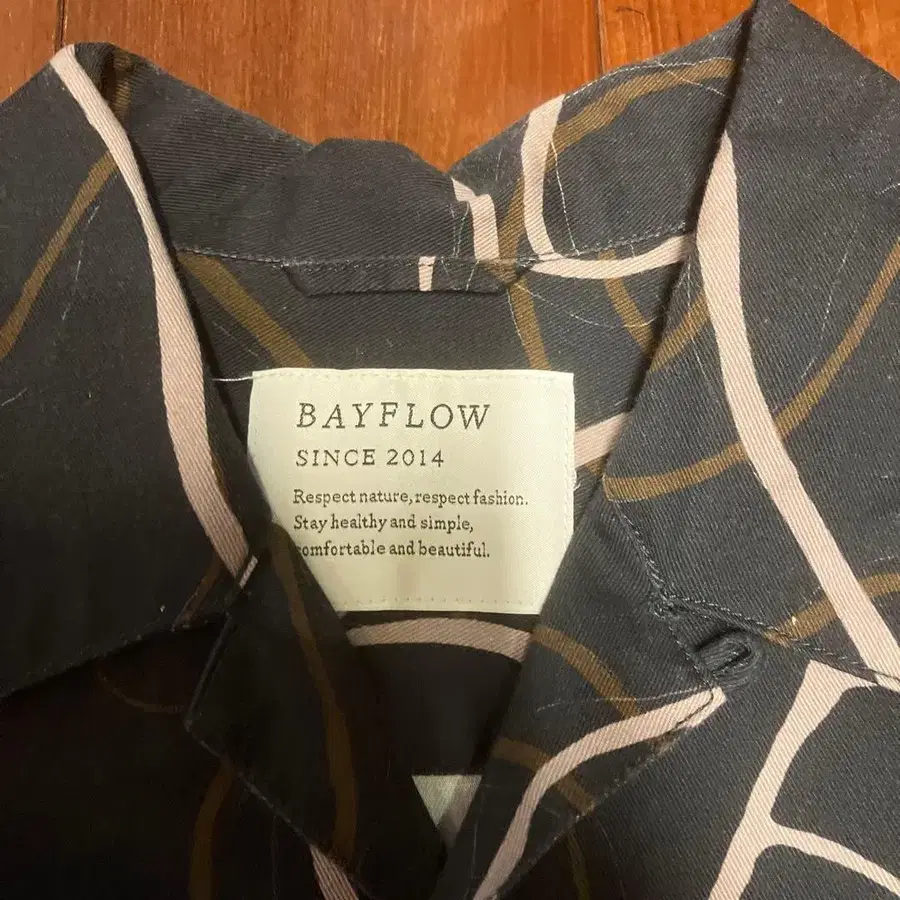 BAYFLOW
SINCE 2014
Respect nature, respect fashion.
Stay healthy and simple,
comfortable and beautiful.